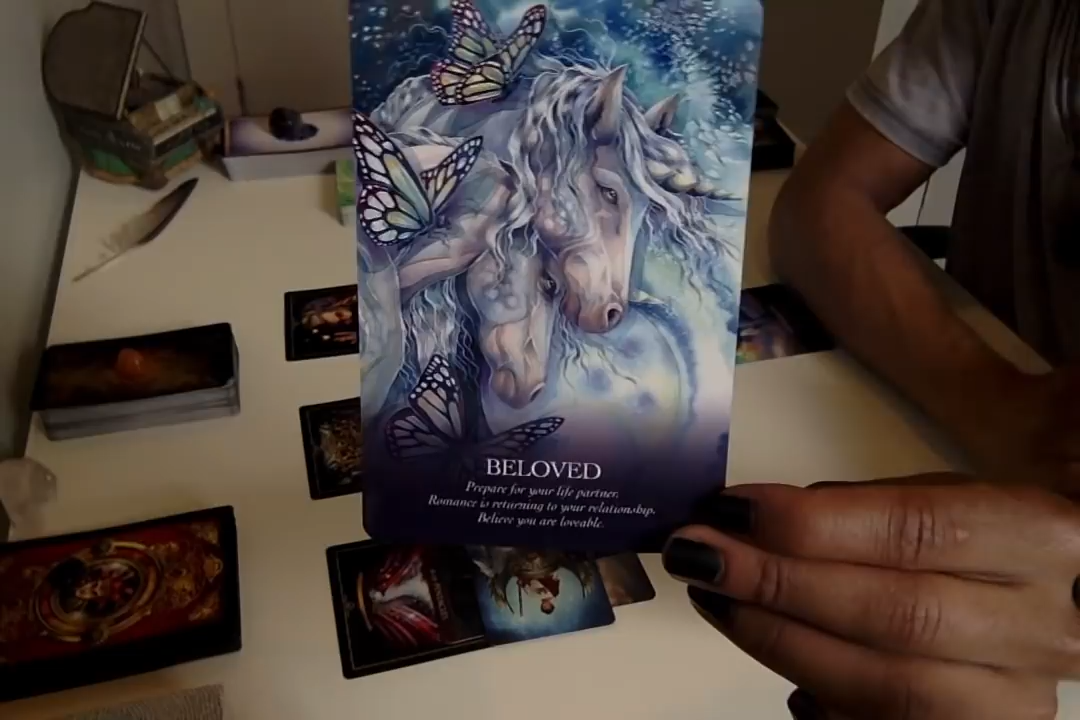 BELOVED
Prepare for your life partner.
Romance is returning to your relationship.
Believe you are loveable.